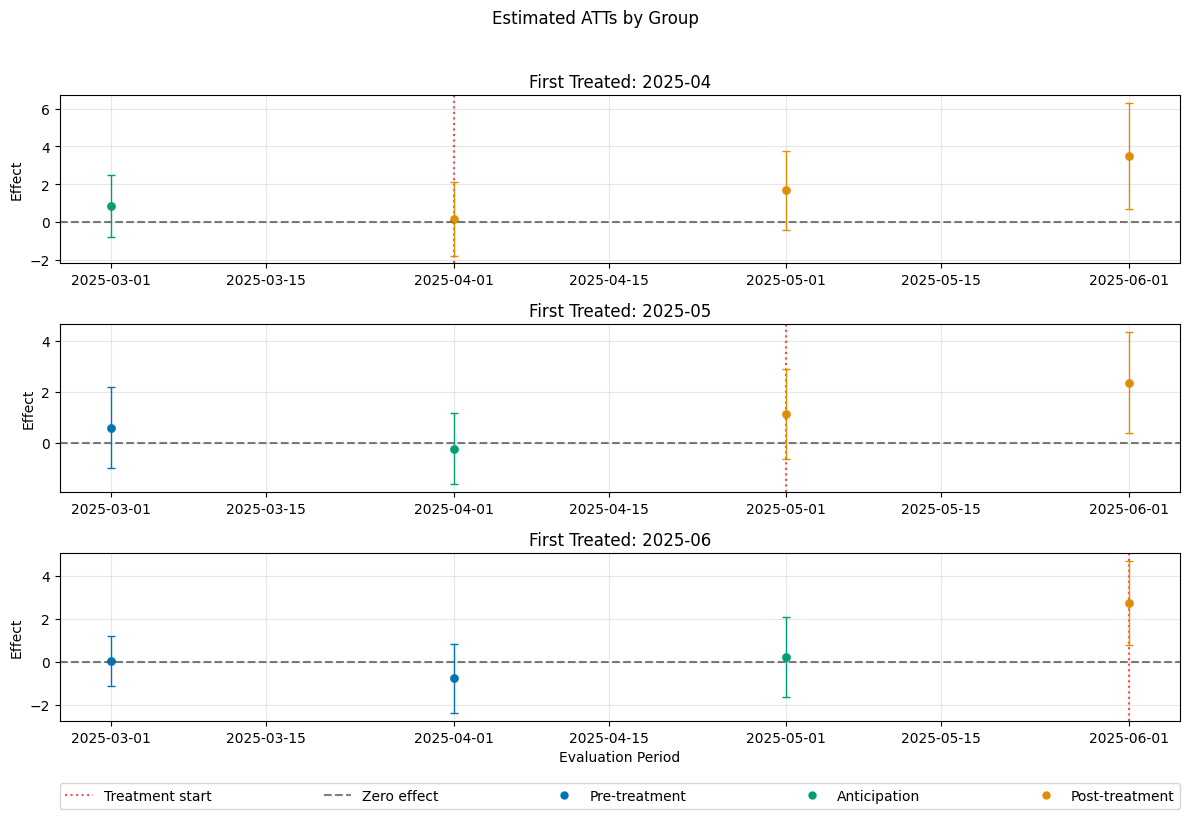 Estimated ATTs by Group
First Treated: 2025-04
Effect
6
4
2
0
−2
2025-03-01 2025-03-15 2025-04-01 2025-04-15 2025-05-01 2025-05-15 2025-06-01
First Treated: 2025-05
Effect
4
2
0
2025-03-01 2025-03-15 2025-04-01 2025-04-15 2025-05-01 2025-05-15 2025-06-01
First Treated: 2025-06
Effect
4
2
0
−2
2025-03-01 2025-03-15 2025-04-01 2025-04-15 2025-05-01 2025-05-15 2025-06-01
Evaluation Period
Treatment start Zero effect Pre-treatment Anticipation Post-treatment